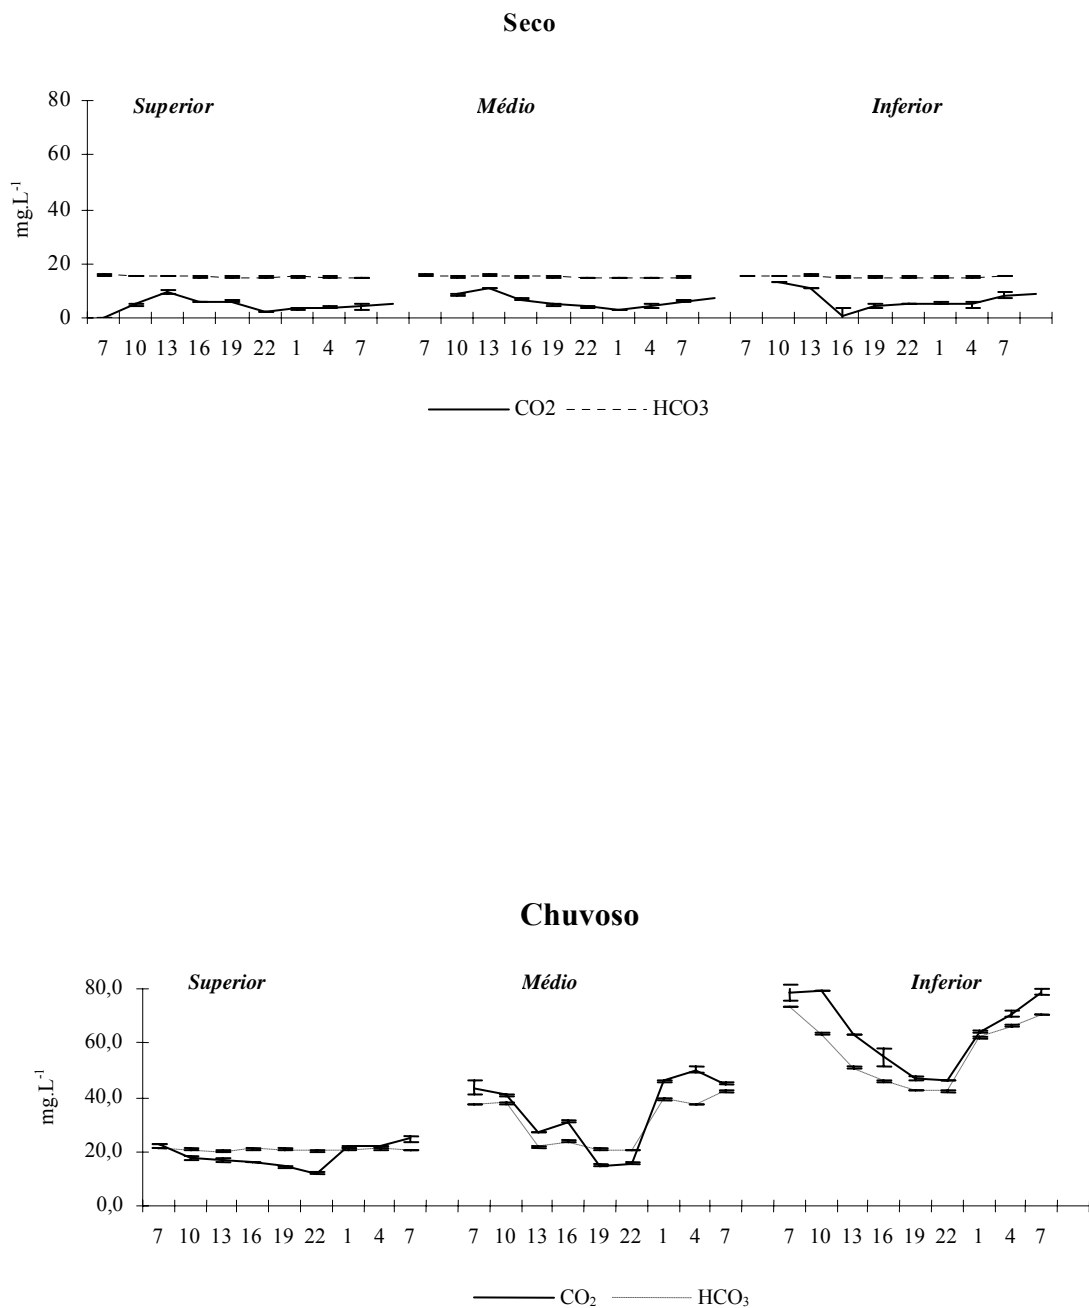 Seco
Superior Médio Inferior
80
60
40
20
0
mg.L⁻¹
7 10 13 16 19 22 1 4 7 7 10 13 16 19 22 1 4 7 7 10 13 16 19 22 1 4 7
CO2 HCO3
Chuvoso
Superior Médio Inferior
80,0
60,0
40,0
20,0
0,0
mg.L⁻¹
7 10 13 16 19 22 1 4 7 7 10 13 16 19 22 1 4 7 7 10 13 16 19 22 1 4 7
CO₂ HCO₃